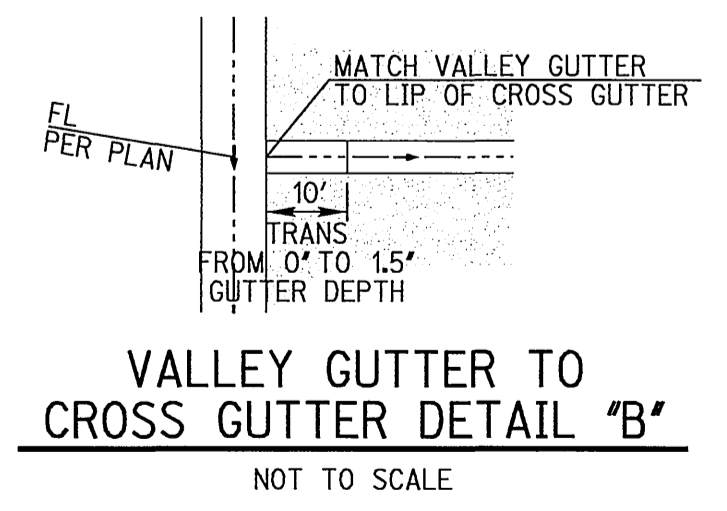 MATCH VALLEY GUTTER
TO LIP OF CROSS GUTTER
FL
PER PLAN
10'
TRANS
FROM 0" TO 1.5"
GUTTER DEPTH
VALLEY GUTTER TO
CROSS GUTTER DETAIL "B"
NOT TO SCALE